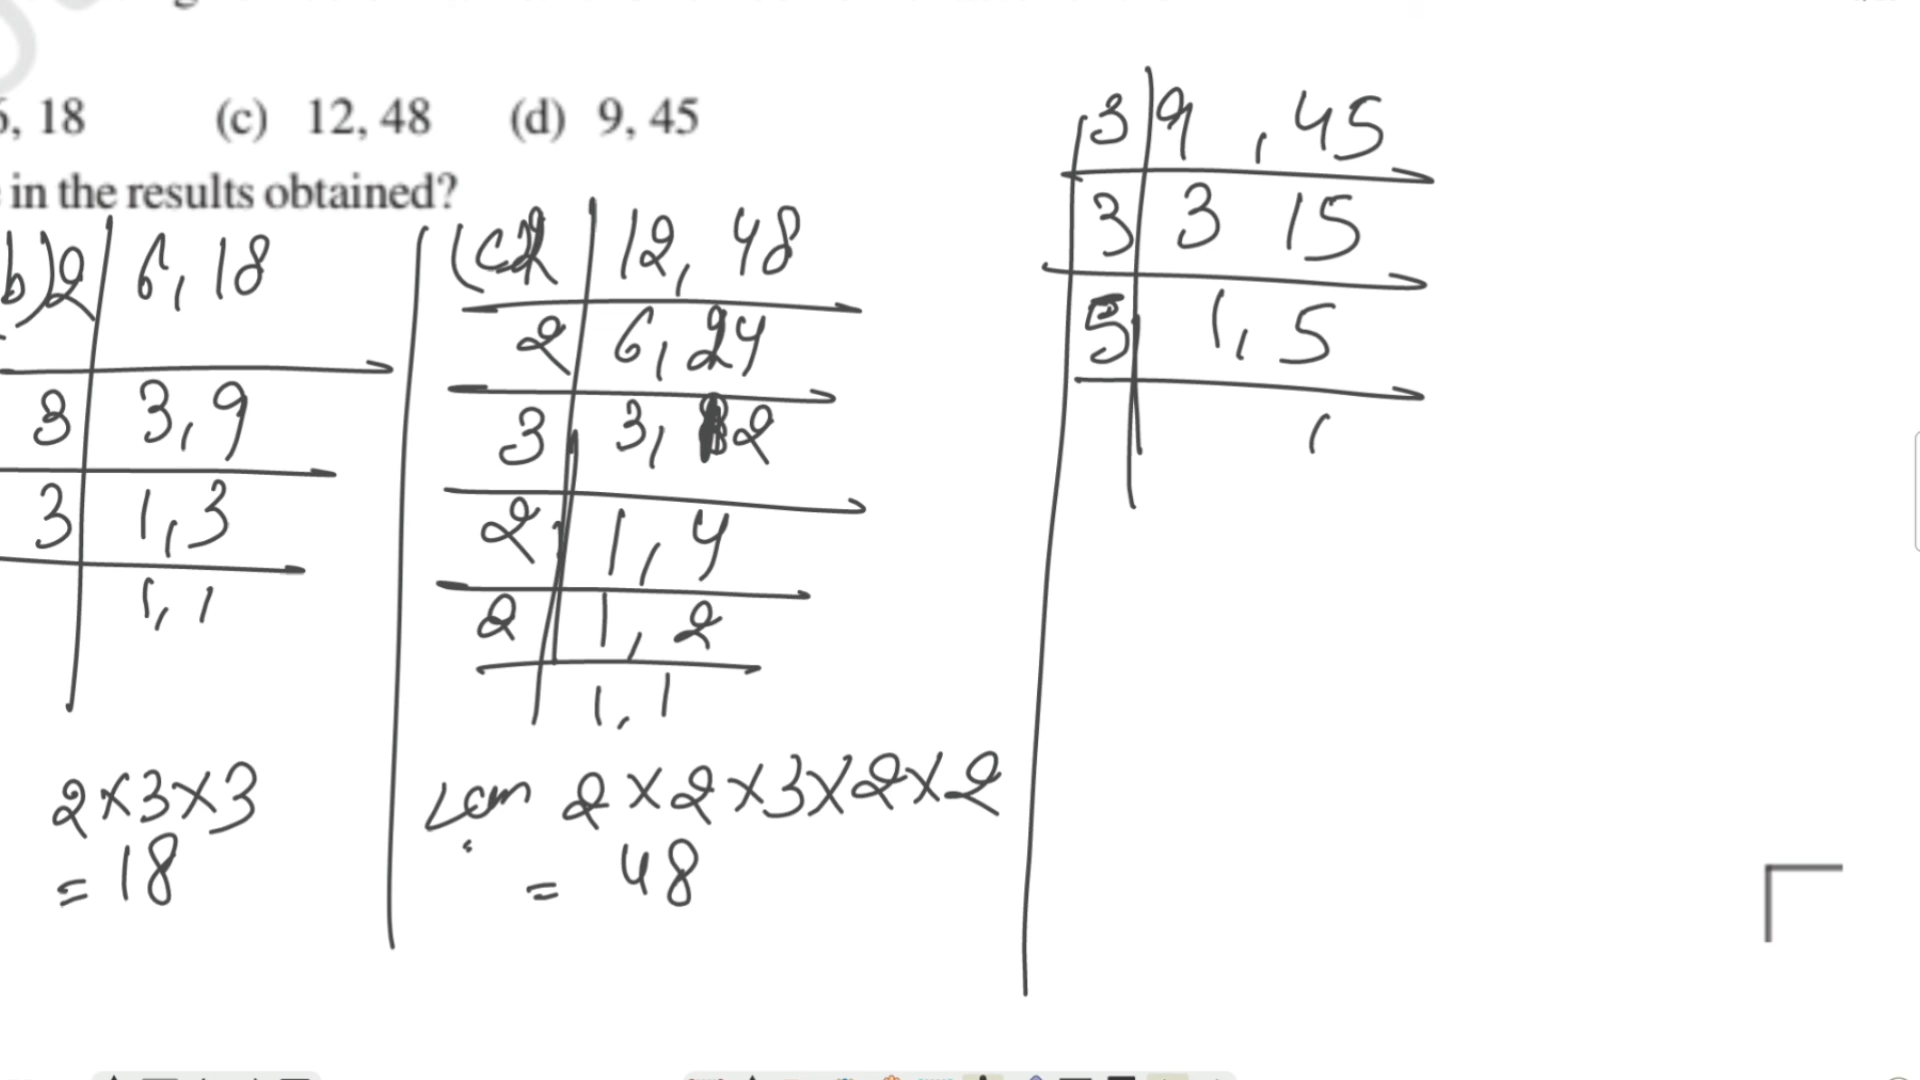 6, 18 (c) 12, 48 (d) 9, 45
in the results obtained?
b) 2 | 6, 18
3 | 3, 9
3 | 1, 3
1, 1
2×3×3
= 18
(c) 2 | 12, 48
2 | 6, 24
3 | 3, 12
2 | 1, 4
2 | 1, 2
1, 1
Lcm 2×2×3×2×2
= 48
3 | 9, 45
3 | 3 15
5 | 1, 5
1